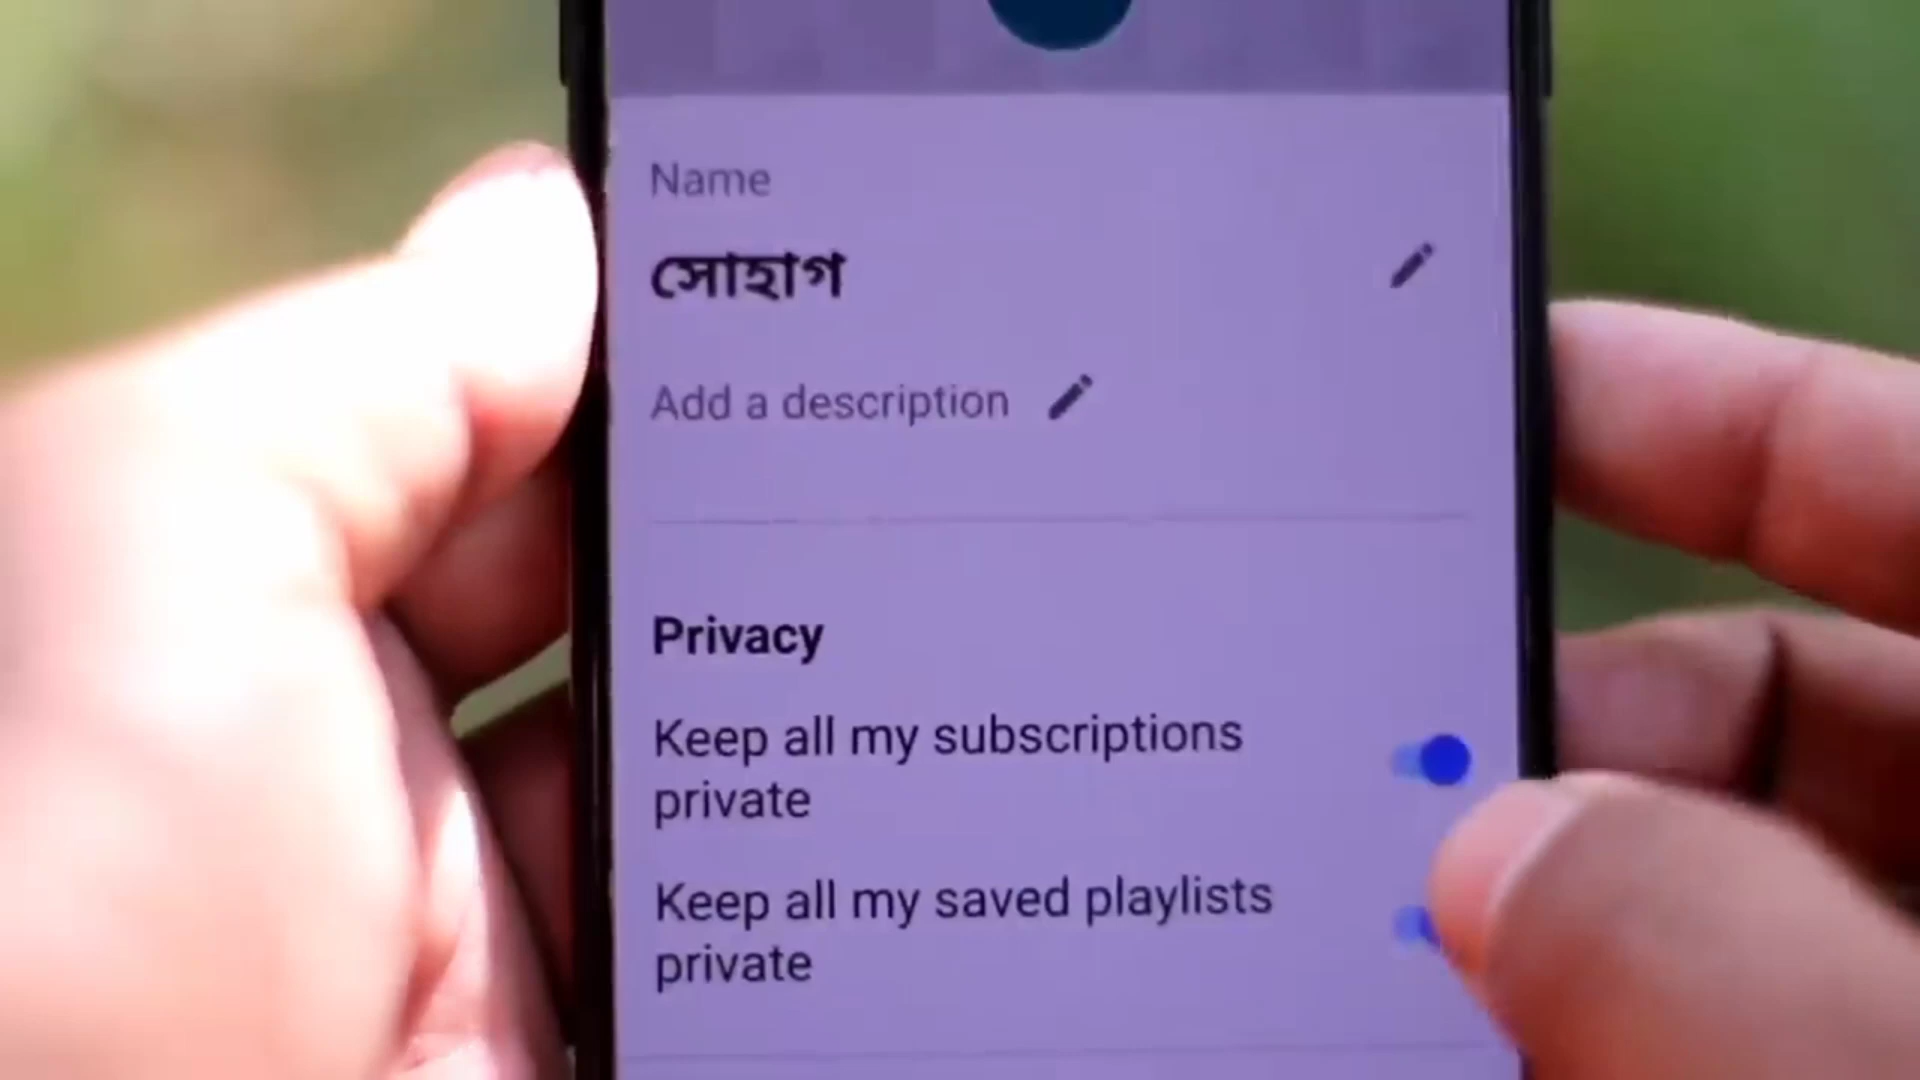 Name
সোহাগ
Add a description
Privacy
Keep all my subscriptions
private
Keep all my saved playlists
private